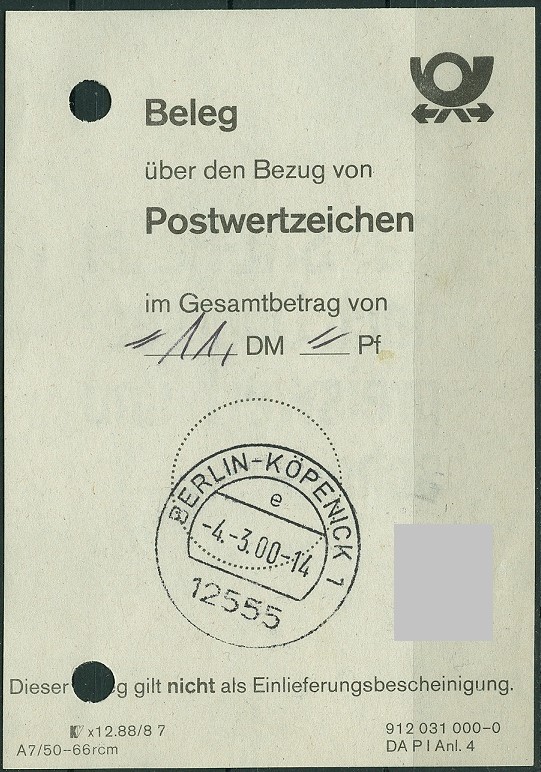 Beleg
über den Bezug von
Postwertzeichen
im Gesamtbetrag von
11, DM Pf
BERLIN-KÖPENICK 1
e
-4.-3.00-14
12555
Dieser eg gilt nicht als Einlieferungsbescheinigung.
x12.88/8 7
A7/50-66rcm
912 031 000-0
DA P I Anl. 4